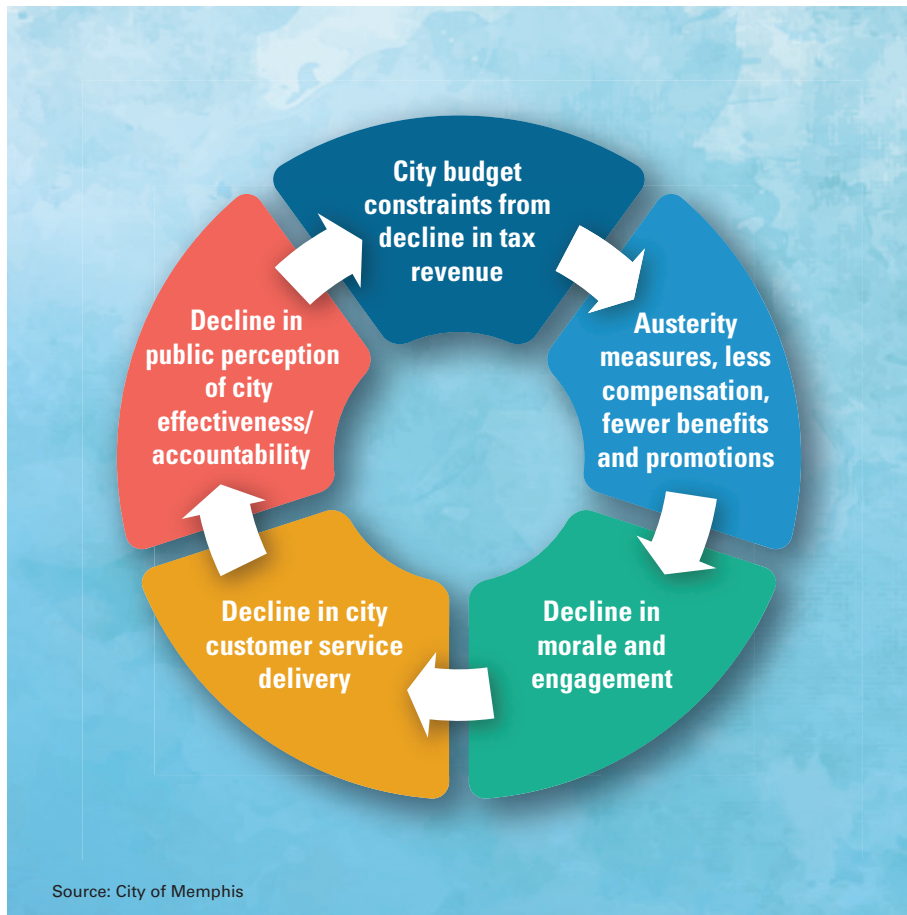 City budget
constraints from
decline in tax
revenue
Austerity
measures, less
compensation,
fewer benefits
and promotions
Decline in
morale and
engagement
Decline in city
customer service
delivery
Decline in
public perception
of city
effectiveness/
accountability
Source: City of Memphis